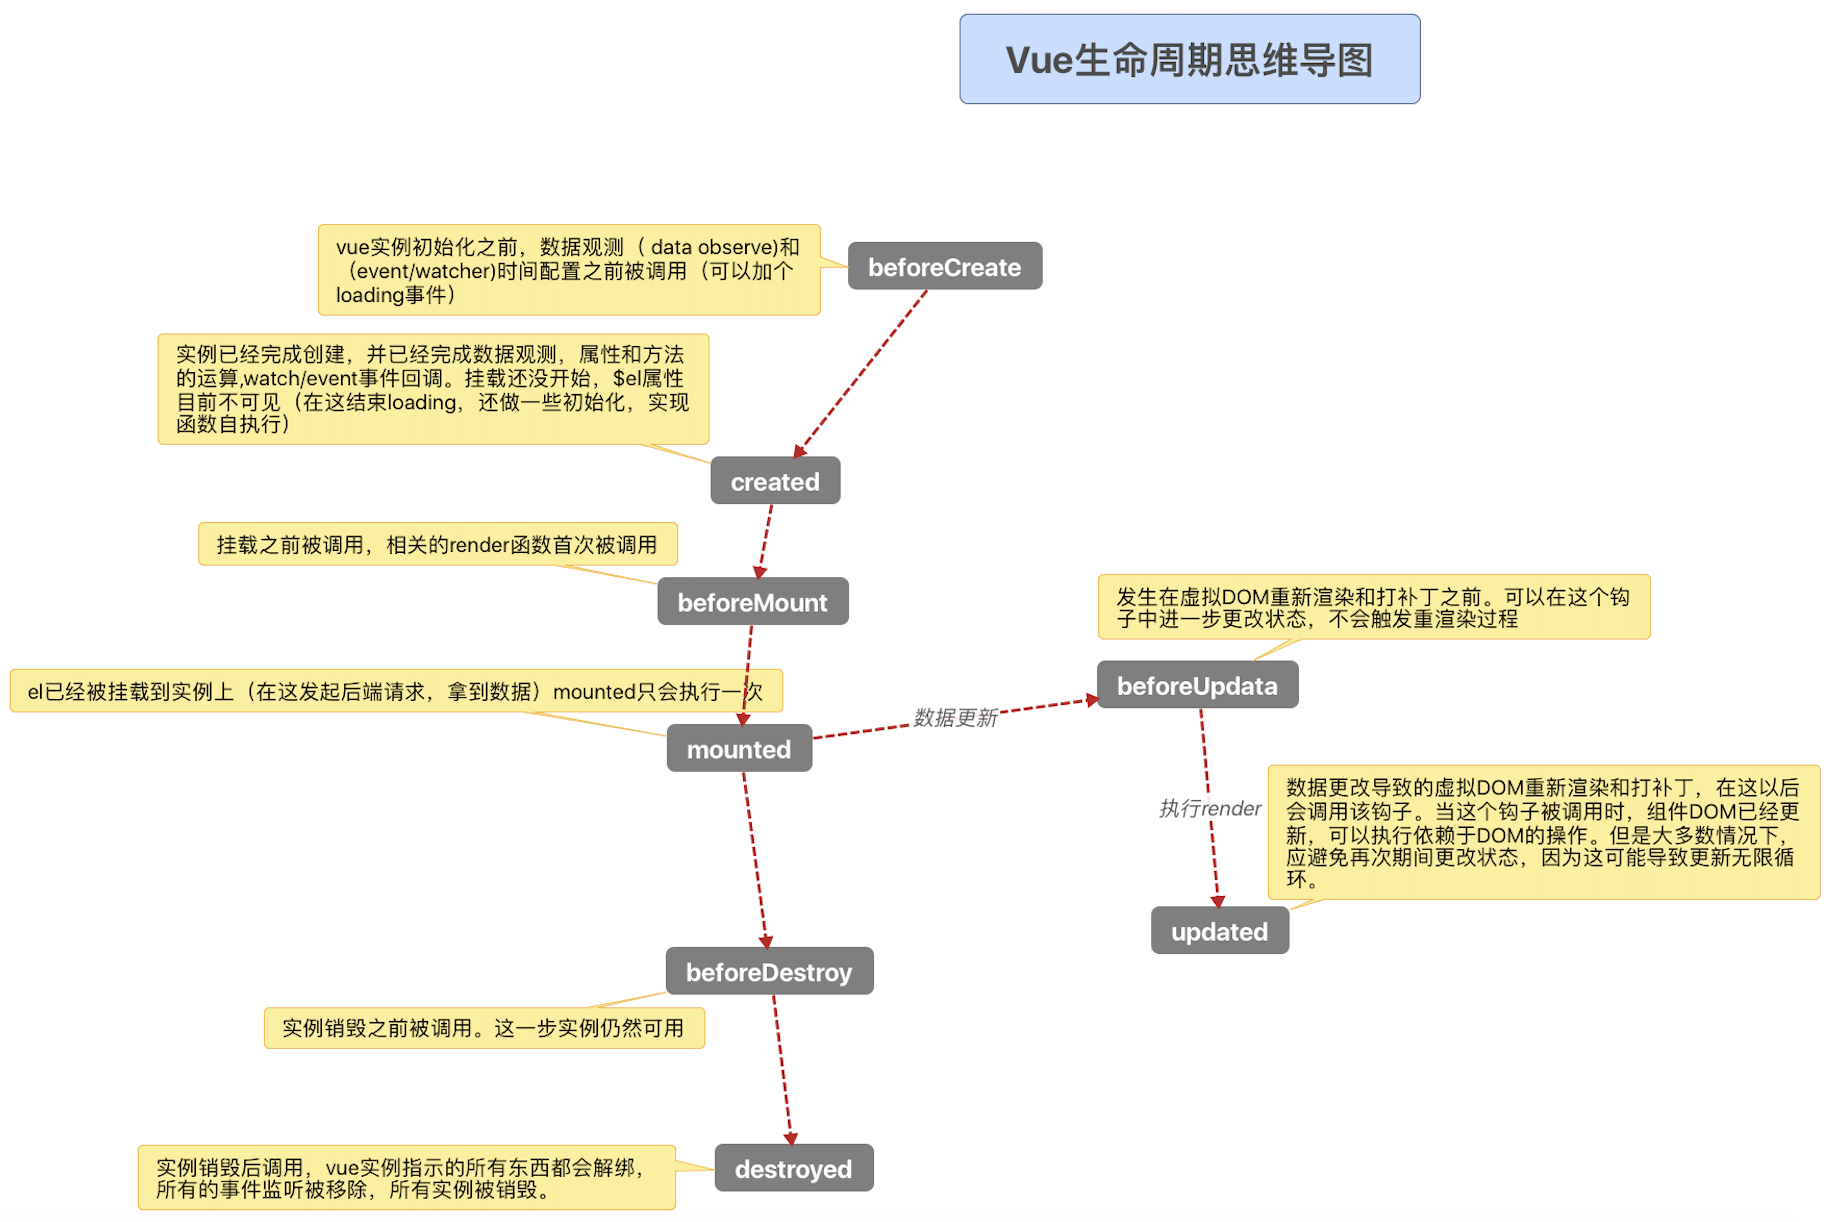 Vue生命周期思维导图
vue实例初始化之前，数据观测（ data observe)和
（event/watcher)时间配置之前被调用（可以加个
loading事件）
beforeCreate
实例已经完成创建，并已经完成数据观测，属性和方法
的运算,watch/event事件回调。挂载还没开始，$el属性
目前不可见（在这结束loading，还做一些初始化，实现
函数自执行）
created
挂载之前被调用，相关的render函数首次被调用
beforeMount
el已经被挂载到实例上（在这发起后端请求，拿到数据）mounted只会执行一次
mounted
数据更新
发生在虚拟DOM重新渲染和打补丁之前。可以在这个钩
子中进一步更改状态，不会触发重渲染过程
beforeUpdata
执行render
数据更改导致的虚拟DOM重新渲染和打补丁，在这以后
会调用该钩子。当这个钩子被调用时，组件DOM已经更
新，可以执行依赖于DOM的操作。但是大多数情况下，
应避免再次期间更改状态，因为这可能导致更新无限循
环。
updated
beforeDestroy
实例销毁之前被调用。这一步实例仍然可用
实例销毁后调用，vue实例指示的所有东西都会解绑，
所有的事件监听被移除，所有实例被销毁。
destroyed